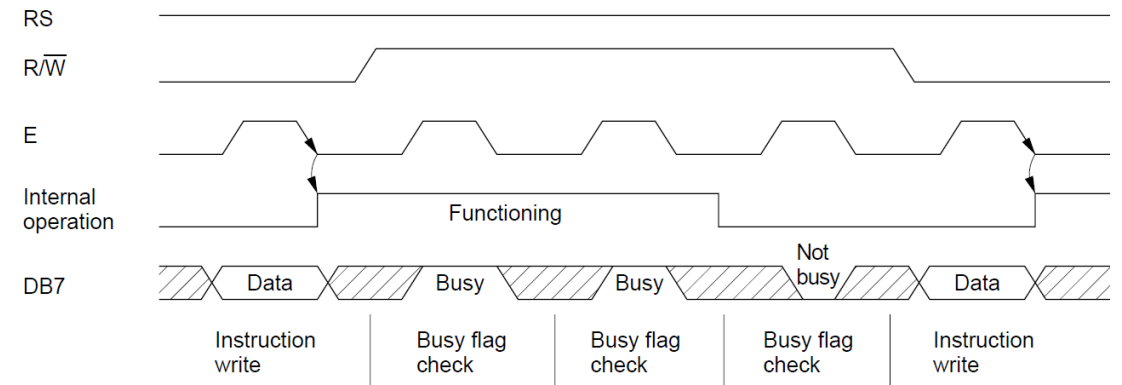 RS
R/W̅
E
Internal
operation
Functioning
DB7
Data
Busy
Busy
Not
busy
Data
Instruction
write
Busy flag
check
Busy flag
check
Busy flag
check
Instruction
write